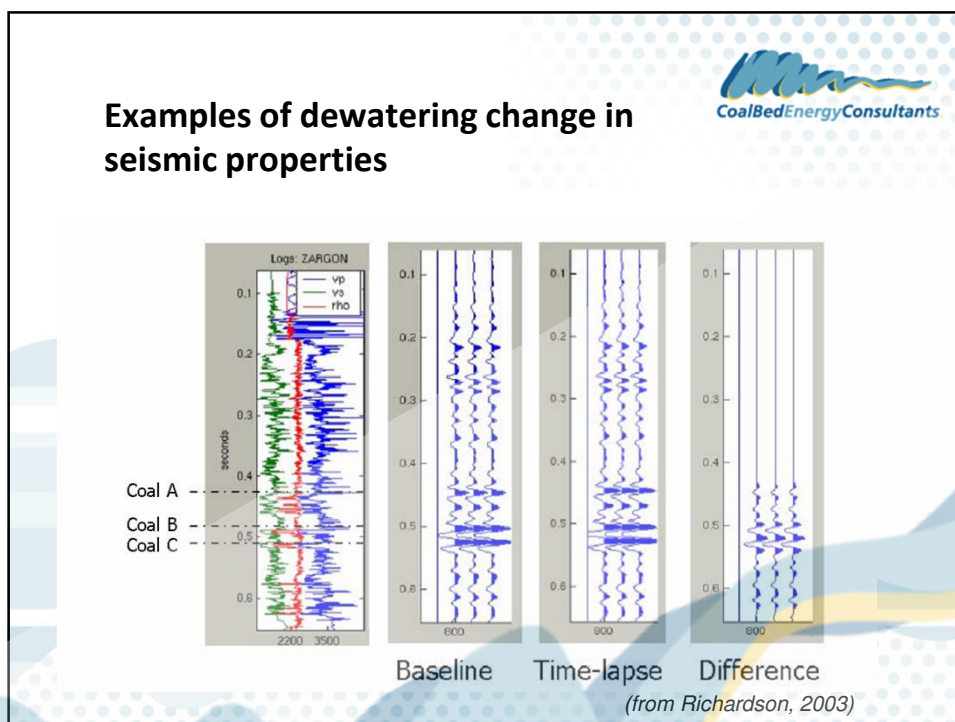 CoalBedEnergyConsultants
Examples of dewatering change in
seismic properties
Logs: ZARGON
vp
vs
rho
seconds
0.1
0.2
0.3
0.4
0.5
0.6
2200 3500
Coal A
Coal B
Coal C
0.1
0.2
0.3
0.4
0.5
0.6
800
Baseline
0.1
0.2
0.3
0.4
0.5
0.6
800
Time-lapse
0.1
0.2
0.3
0.4
0.5
0.6
800
Difference
(from Richardson, 2003)